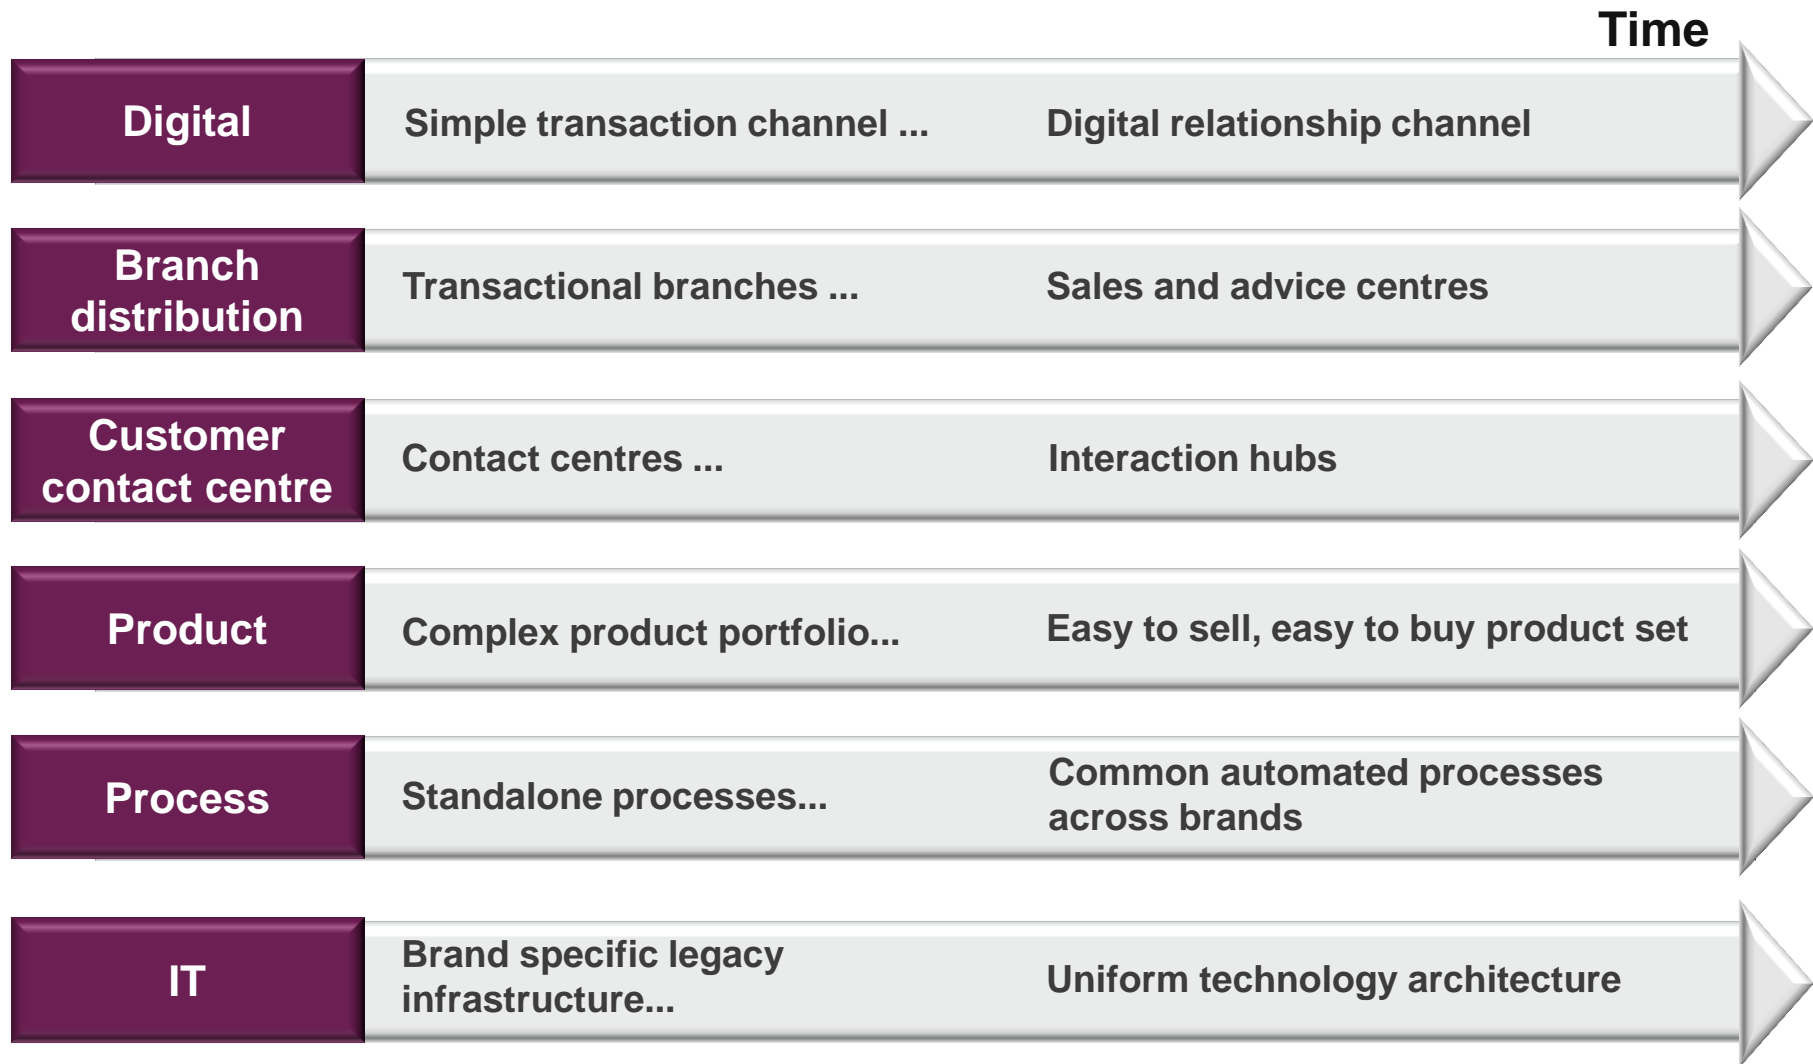 Time
Digital
Simple transaction channel ...
Digital relationship channel
Branch
distribution
Transactional branches ...
Sales and advice centres
Customer
contact centre
Contact centres ...
Interaction hubs
Product
Complex product portfolio...
Easy to sell, easy to buy product set
Process
Standalone processes...
Common automated processes
across brands
IT
Brand specific legacy
infrastructure...
Uniform technology architecture